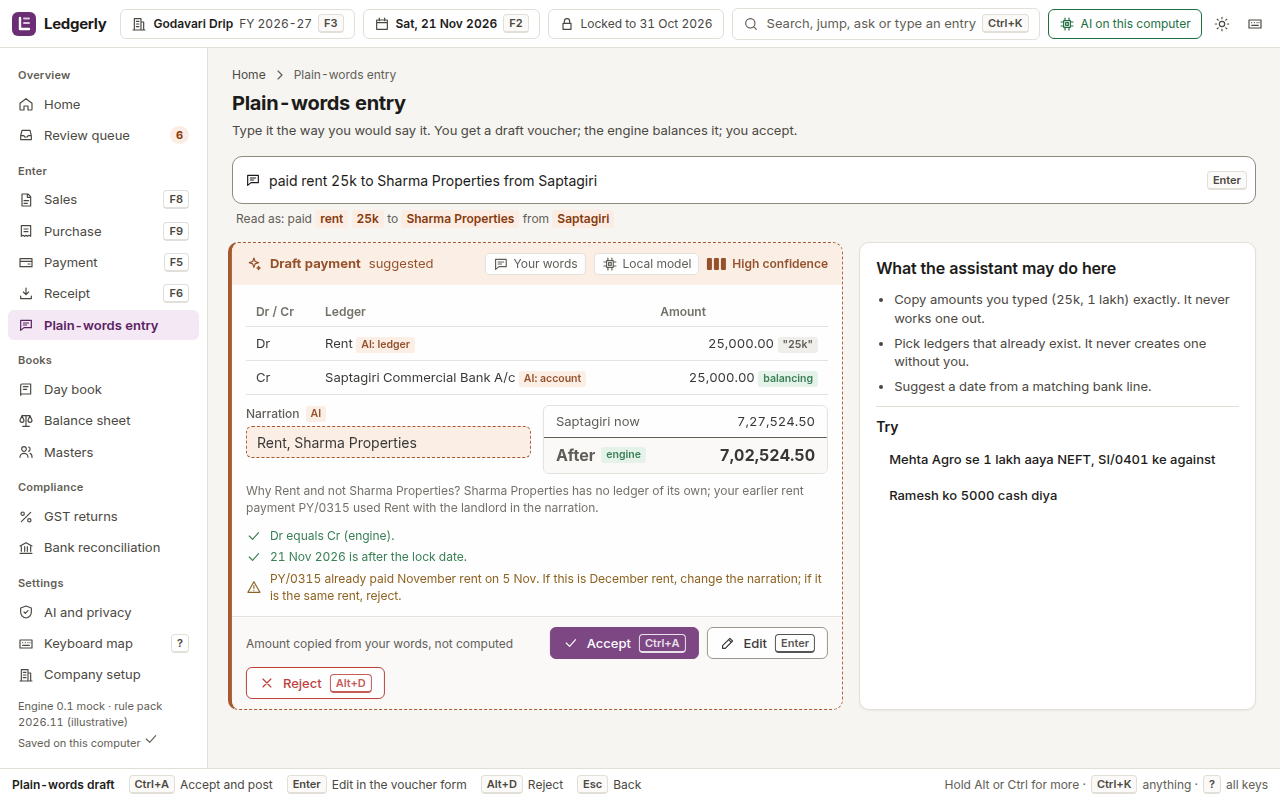 Ledgerly
Godavari Drip FY 2026-27 F3
Sat, 21 Nov 2026 F2
Locked to 31 Oct 2026
Search, jump, ask or type an entry Ctrl+K
AI on this computer
Overview
Home
Review queue 6
Enter
Sales F8
Purchase F9
Payment F5
Receipt F6
Plain-words entry
Books
Day book
Balance sheet
Masters
Compliance
GST returns
Bank reconciliation
Settings
AI and privacy
Keyboard map ?
Company setup
Engine 0.1 mock · rule pack
2026.11 (illustrative)
Saved on this computer
Home > Plain-words entry
Plain-words entry
Type it the way you would say it. You get a draft voucher; the engine balances it; you accept.
paid rent 25k to Sharma Properties from Saptagiri Enter
Read as: paid rent 25k to Sharma Properties from Saptagiri
Draft payment suggested Your words Local model High confidence
Dr / Cr Ledger Amount
Dr Rent AI: ledger 25,000.00 "25k"
Cr Saptagiri Commercial Bank A/c AI: account 25,000.00 balancing
Narration AI
Rent, Sharma Properties
Saptagiri now 7,27,524.50
After engine 7,02,524.50
Why Rent and not Sharma Properties? Sharma Properties has no ledger of its own; your earlier rent
payment PY/0315 used Rent with the landlord in the narration.
Dr equals Cr (engine).
21 Nov 2026 is after the lock date.
PY/0315 already paid November rent on 5 Nov. If this is December rent, change the narration; if it
is the same rent, reject.
Amount copied from your words, not computed
Accept Ctrl+A
Edit Enter
Reject Alt+D
What the assistant may do here
• Copy amounts you typed (25k, 1 lakh) exactly. It never
works one out.
• Pick ledgers that already exist. It never creates one
without you.
• Suggest a date from a matching bank line.
Try
Mehta Agro se 1 lakh aaya NEFT, SI/0401 ke against
Ramesh ko 5000 cash diya
Plain-words draft Ctrl+A Accept and post Enter Edit in the voucher form Alt+D Reject Esc Back
Hold Alt or Ctrl for more · Ctrl+K anything · ? all keys